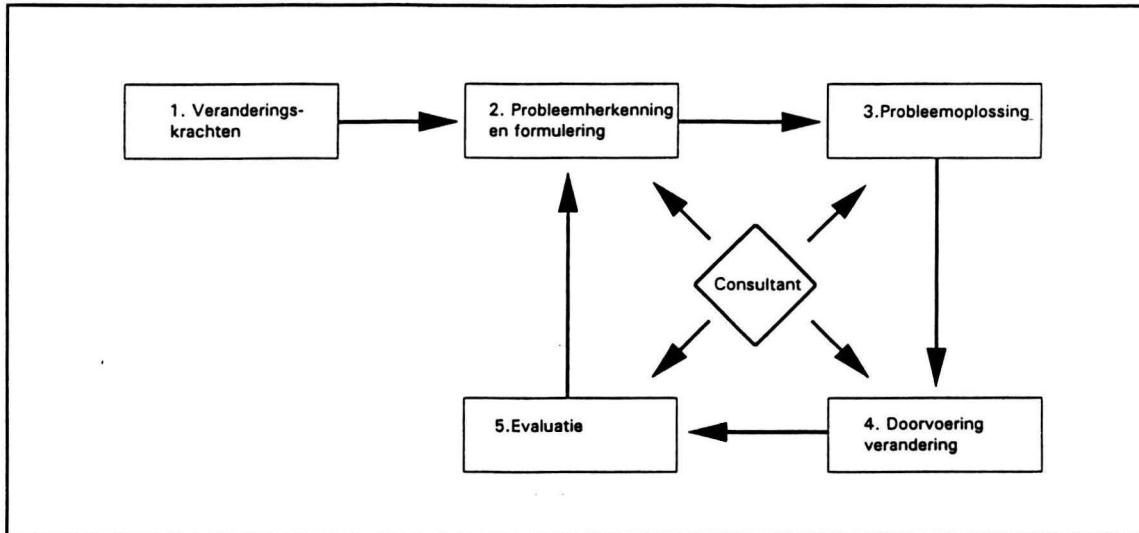 1. Veranderings-
krachten
2. Probleemherkenning
en formulering
3.Probleemoplossing
Consultant
5.Evaluatie
4. Doorvoering
verandering